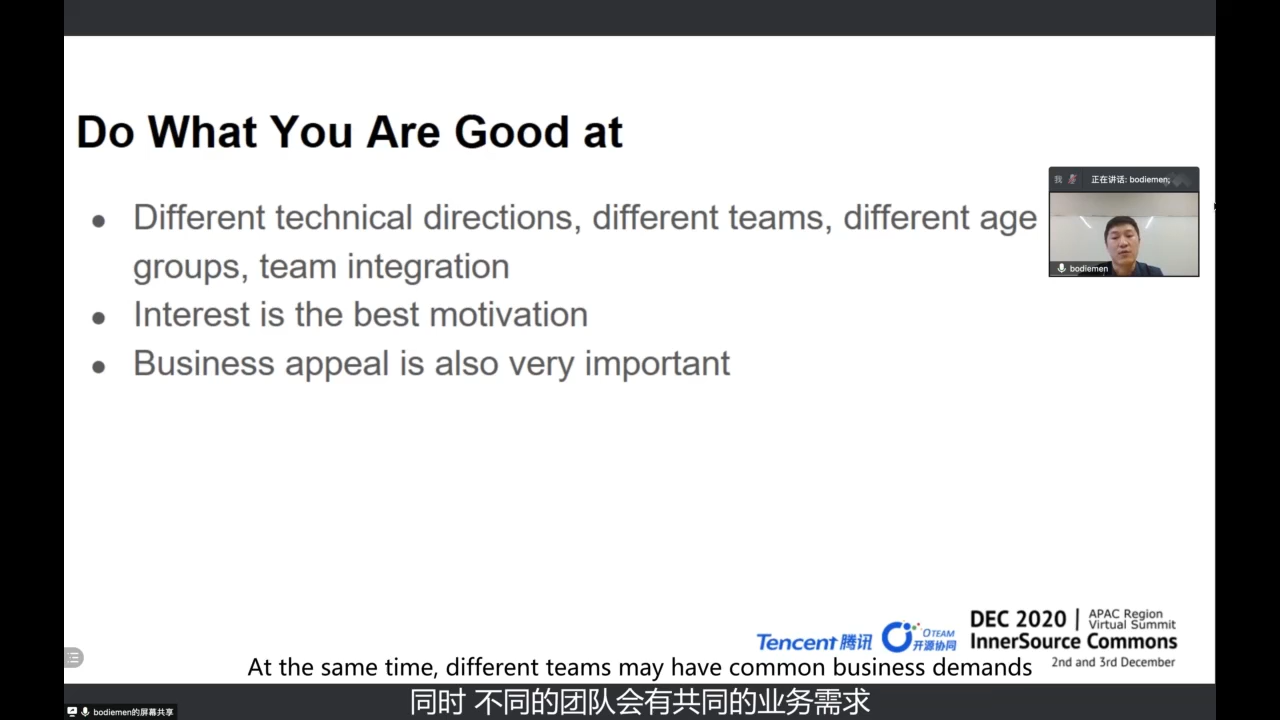 Do What You Are Good at
● Different technical directions, different teams, different age
groups, team integration
● Interest is the best motivation
● Business appeal is also very important
我 正在讲话: bodiemen;
bodiemen
Tencent 腾讯
OTEAM
开源协同
DEC 2020 | APAC Region
Virtual Summit
InnerSource Commons
2nd and 3rd December
At the same time, different teams may have common business demands
同时 不同的团队会有共同的业务需求
bodiemen的屏幕共享